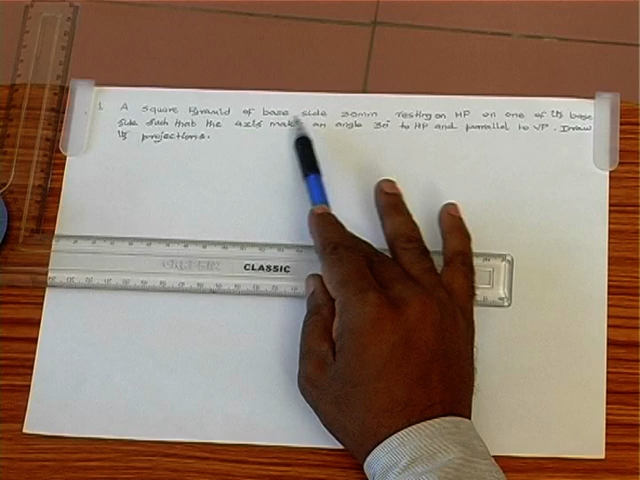 1. A Square Pyramid of base side 30mm resting on HP on one of its base
side such that the axis makes an angle 30° to HP and parallel to VP. Draw
its projections.
CLASSIC